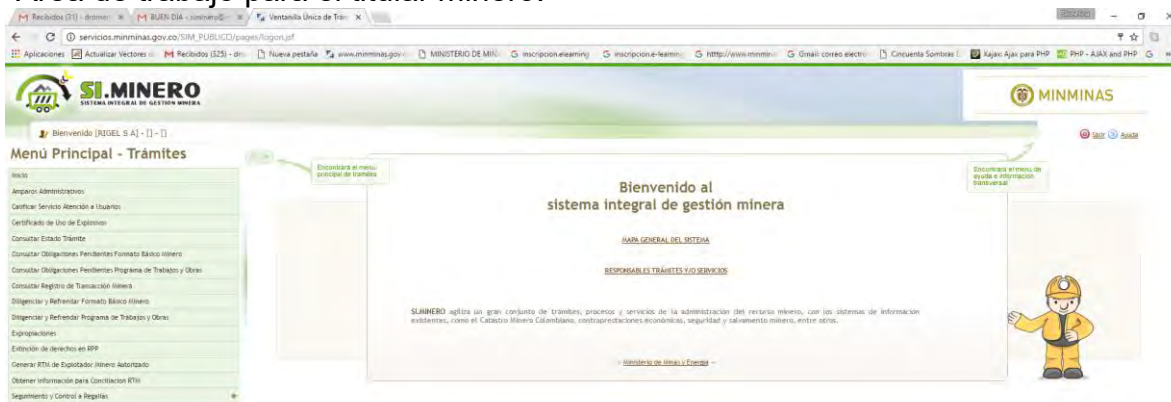 Área de trabajo para el titular minero:
Recibidos (31) - dromer
BUEN DIA - sisminero@
Ventanilla Única de Trám
servicios.minminas.gov.co/SIM_PUBLICO/pages/logon.jsf
Aplicaciones
Actualizar Vectores
Recibidos (325) - dro
Nueva pestaña
www.minminas.gov
MINISTERIO DE MIN
inscripcion.elearning
inscripcion.e-learnin
Gmail: correo electró
Cincuenta Sombras
Kajax: Ajax para PHP
PHP - AJAX and PHP
SI.MINERO
SISTEMA INTEGRAL DE GESTIÓN MINERA
MINMINAS
Bienvenido [RIGEL S A] - [] - []
Salir
Ayuda
Menú Principal - Trámites
Inicio
Amparos Administrativos
Calificar Servicio Atención a Usuarios
Certificado de Uso de Explosivos
Consultar Estado Trámite
Consultar Obligaciones Pendientes Formato Básico Minero
Consultar Obligaciones Pendientes Programa de Trabajos y Obras
Consultar Registro de Transacción Minera
Diligenciar y Refrendar Formato Básico Minero
Diligenciar y Refrendar Programa de Trabajos y Obras
Expropiaciones
Extinción de derechos en RPP
Generar RTM de Explotador Minero Autorizado
Obtener Información para Conciliacion RTM
Seguimiento y Control a Regalías
Encontrará el menú
principal de trámites
Encontrará el menú de
ayuda e información
transversal
Bienvenido al
sistema integral de gestión minera
MAPA GENERAL DEL SISTEMA
RESPONSABLES TRÁMITES Y/O SERVICIOS
SI.MINERO agiliza un gran conjunto de trámites, procesos y servicios de la administración del recurso minero, con los sistemas de información
existentes, como el Catastro Minero Colombiano, contraprestaciones económicas, seguridad y salvamento minero, entre otros.
- Ministerio de Minas y Energía -